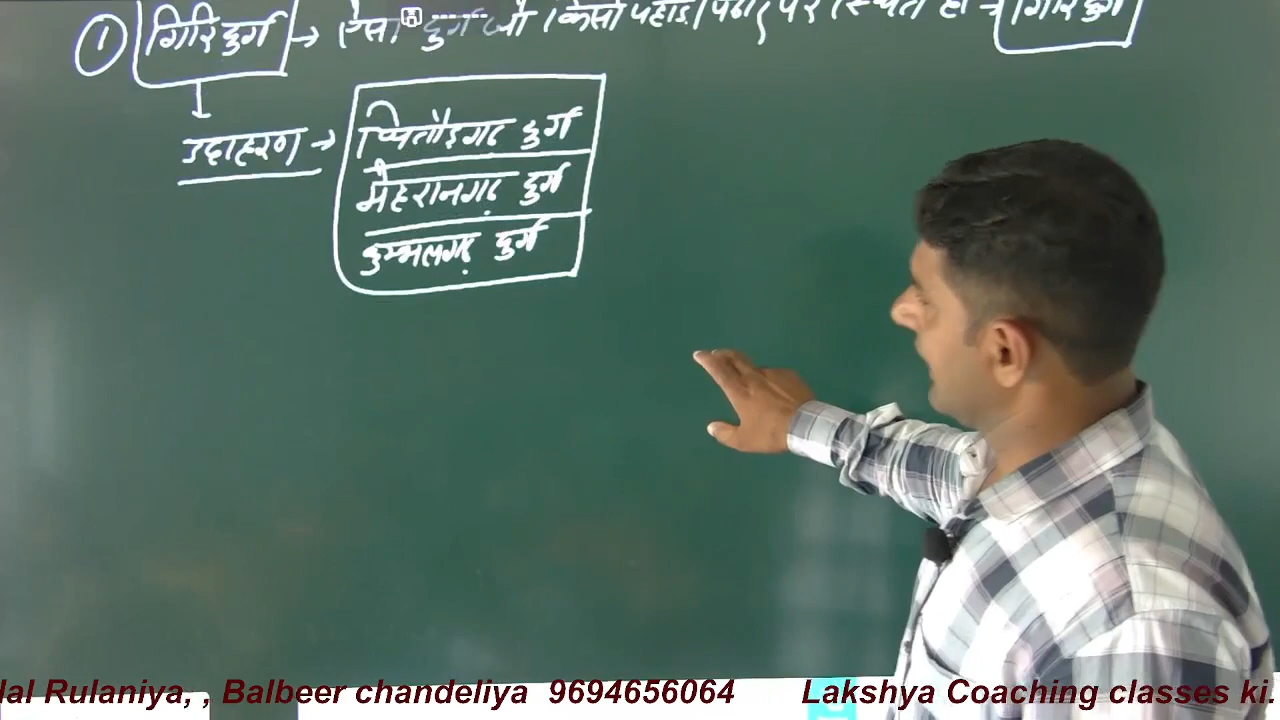 ① गिरि दुर्ग → ऐसा दुर्ग जो किसी पहाड़ी पठार पर स्थित हो → गिरि दुर्ग
उदाहरण → चित्तौड़गढ दुर्ग
मेहरानगढ़ दुर्ग
कुम्भलगढ़ दुर्ग
lal Rulaniya, , Balbeer chandeliya 9694656064 Lakshya Coaching classes ki.